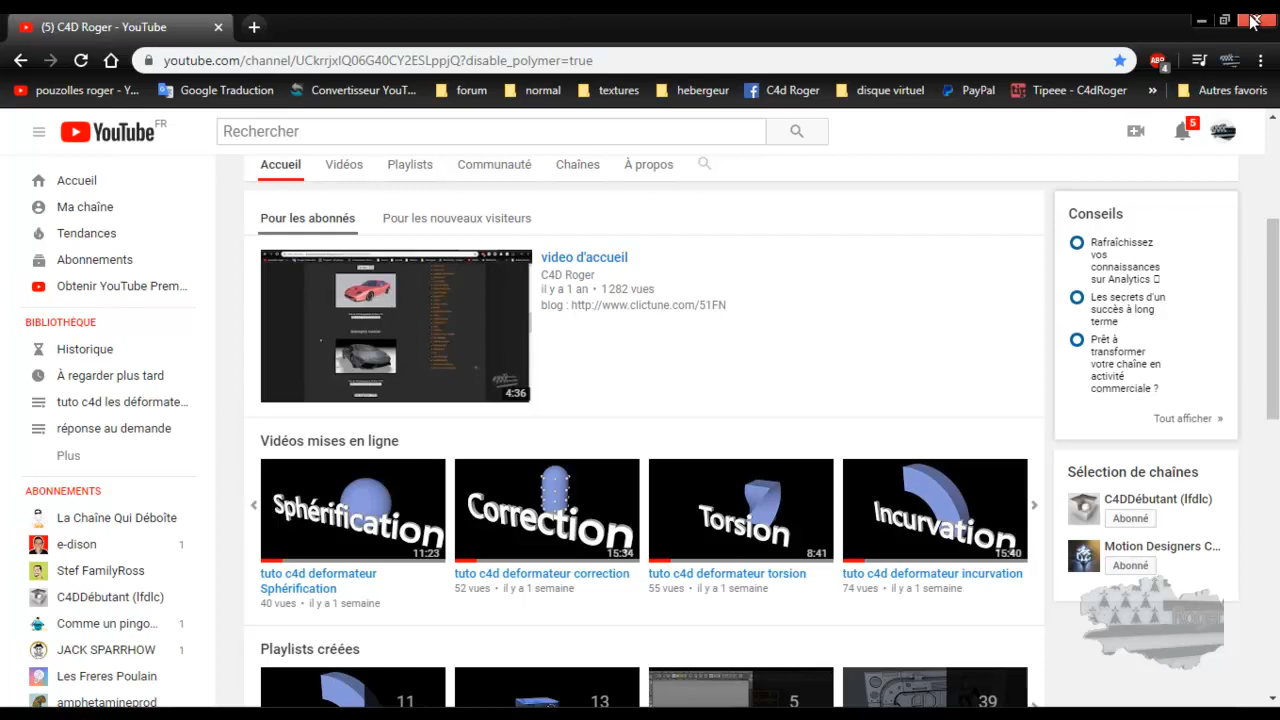 (5) C4D Roger - YouTube
youtube.com/channel/UCkrrjxIQ06G40CY2ESLppjQ?disable_polymer=true
ABP
4
pouzolles roger - Y...
Google Traduction
Convertisseur YouT...
forum
normal
textures
hebergeur
C4d Roger
disque virtuel
PayPal
Tipeee - C4dRoger
»
Autres favoris
YouTube FR
Rechercher
5
Accueil
Vidéos
Playlists
Communauté
Chaînes
À propos
Accueil
Ma chaîne
Tendances
Abonnements
Obtenir YouTube Prem...
BIBLIOTHÈQUE
Historique
À regarder plus tard
tuto c4d les déformate...
réponse au demande
Plus
ABONNEMENTS
La Chaîne Qui Déboîte
e-dison 1
Stef FamilyRoss
C4DDébutant (lfdlc)
Comme un pingo... 1
JACK SPARRHOW 1
Les Freres Poulain
amphetamineprod
Pour les abonnés
Pour les nouveaux visiteurs
4:36
video d'accueil
C4D Roger
il y a 1 an • 1 282 vues
blog : http://www.clictune.com/51FN
Vidéos mises en ligne
Sphérification
11:23
tuto c4d deformateur
Sphérification
40 vues • il y a 1 semaine
Correction
15:34
tuto c4d deformateur correction
52 vues • il y a 1 semaine
Torsion
8:41
tuto c4d deformateur torsion
55 vues • il y a 1 semaine
Incurvation
15:40
tuto c4d deformateur incurvation
74 vues • il y a 1 semaine
Playlists créées
11
13
5
39
Conseils
Rafraîchissez
vos
connaissances
sur Analytics
Les secrets d'un
succès à long
terme
Prêt à
transformer
votre chaîne en
activité
commerciale ?
Tout afficher »
Sélection de chaînes
C4DDébutant (lfdlc)
Abonné
Motion Designers C...
Abonné
Roger